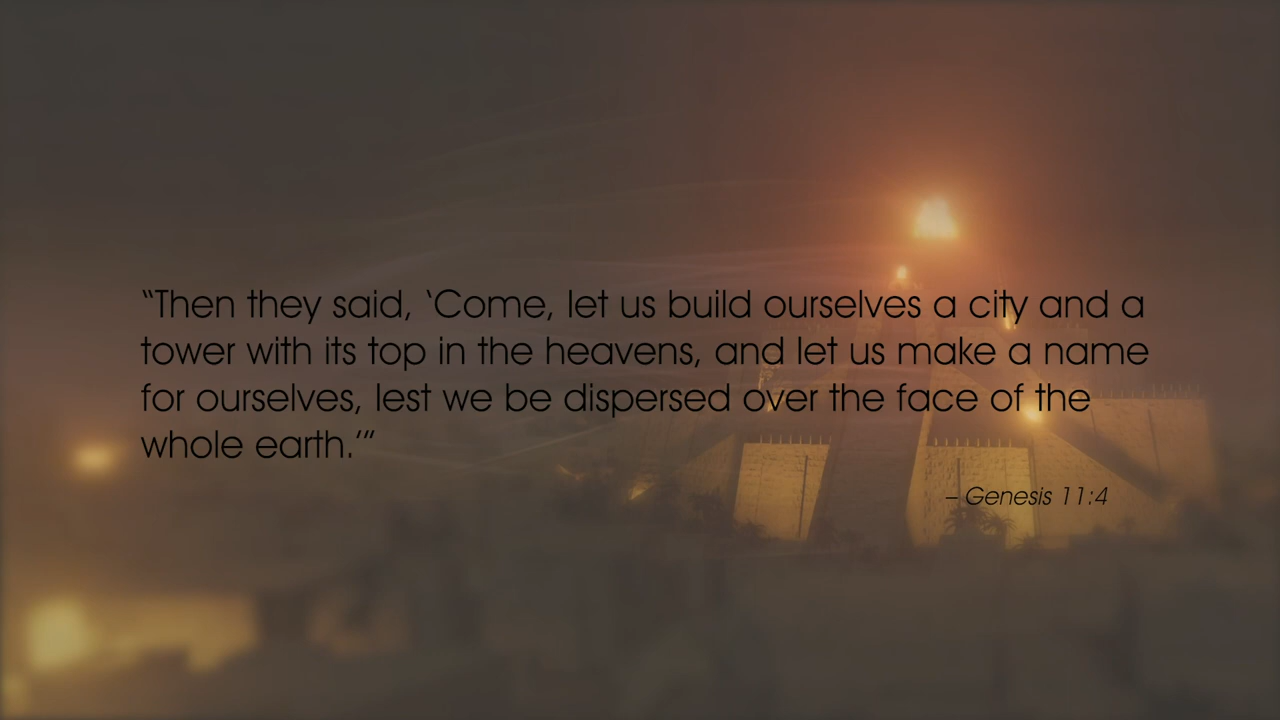 “Then they said, ‘Come, let us build ourselves a city and a
tower with its top in the heavens, and let us make a name
for ourselves, lest we be dispersed over the face of the
whole earth.’”
– Genesis 11:4